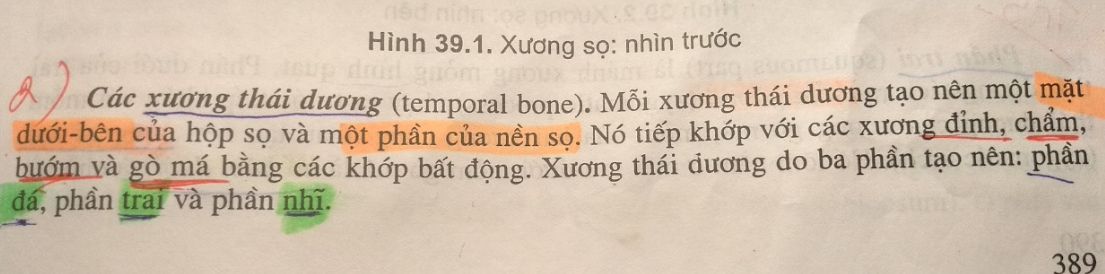 Hình 39.1. Xương sọ: nhìn trước
2) Các xương thái dương (temporal bone). Mỗi xương thái dương tạo nên một mặt
dưới-bên của hộp sọ và một phần của nền sọ. Nó tiếp khớp với các xương đỉnh, chẩm,
bướm và gò má bằng các khớp bất động. Xương thái dương do ba phần tạo nên: phần
đá, phần trai và phần nhĩ.
389